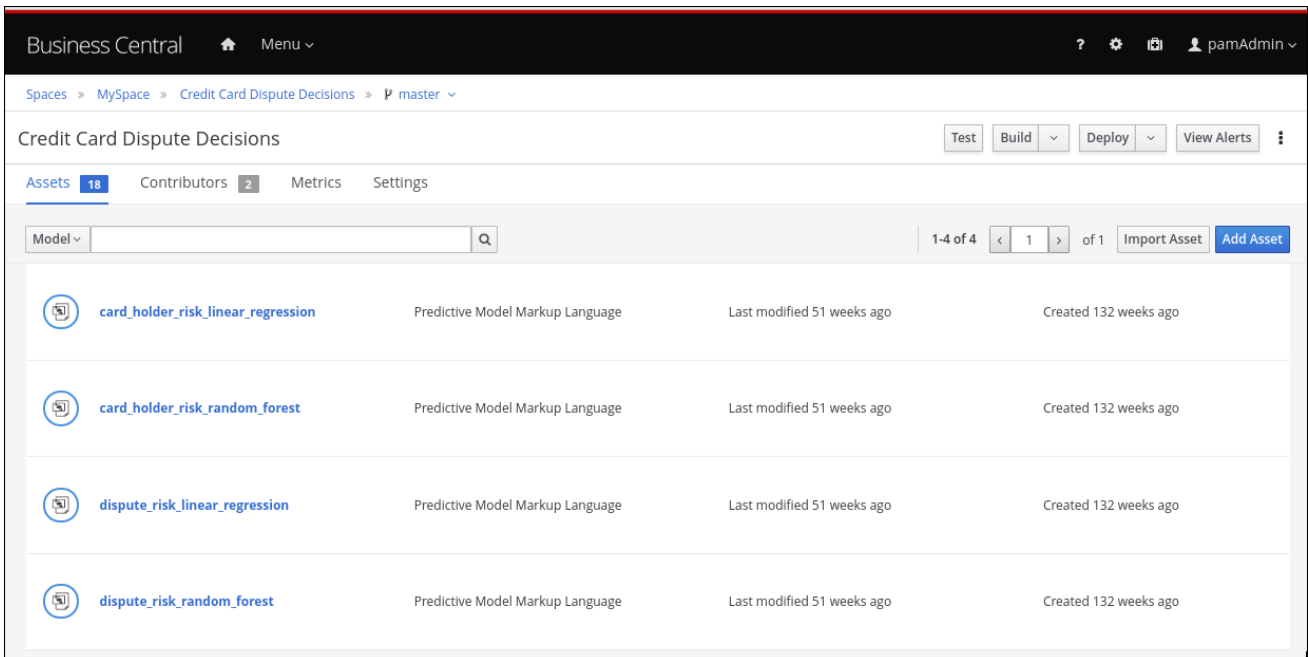 Business Central Menu ? pamAdmin
Spaces » MySpace » Credit Card Dispute Decisions » master
Credit Card Dispute Decisions Test Build Deploy View Alerts
Assets 18 Contributors 2 Metrics Settings
Model 1-4 of 4 < 1 > of 1 Import Asset Add Asset
card_holder_risk_linear_regression Predictive Model Markup Language Last modified 51 weeks ago Created 132 weeks ago
card_holder_risk_random_forest Predictive Model Markup Language Last modified 51 weeks ago Created 132 weeks ago
dispute_risk_linear_regression Predictive Model Markup Language Last modified 51 weeks ago Created 132 weeks ago
dispute_risk_random_forest Predictive Model Markup Language Last modified 51 weeks ago Created 132 weeks ago